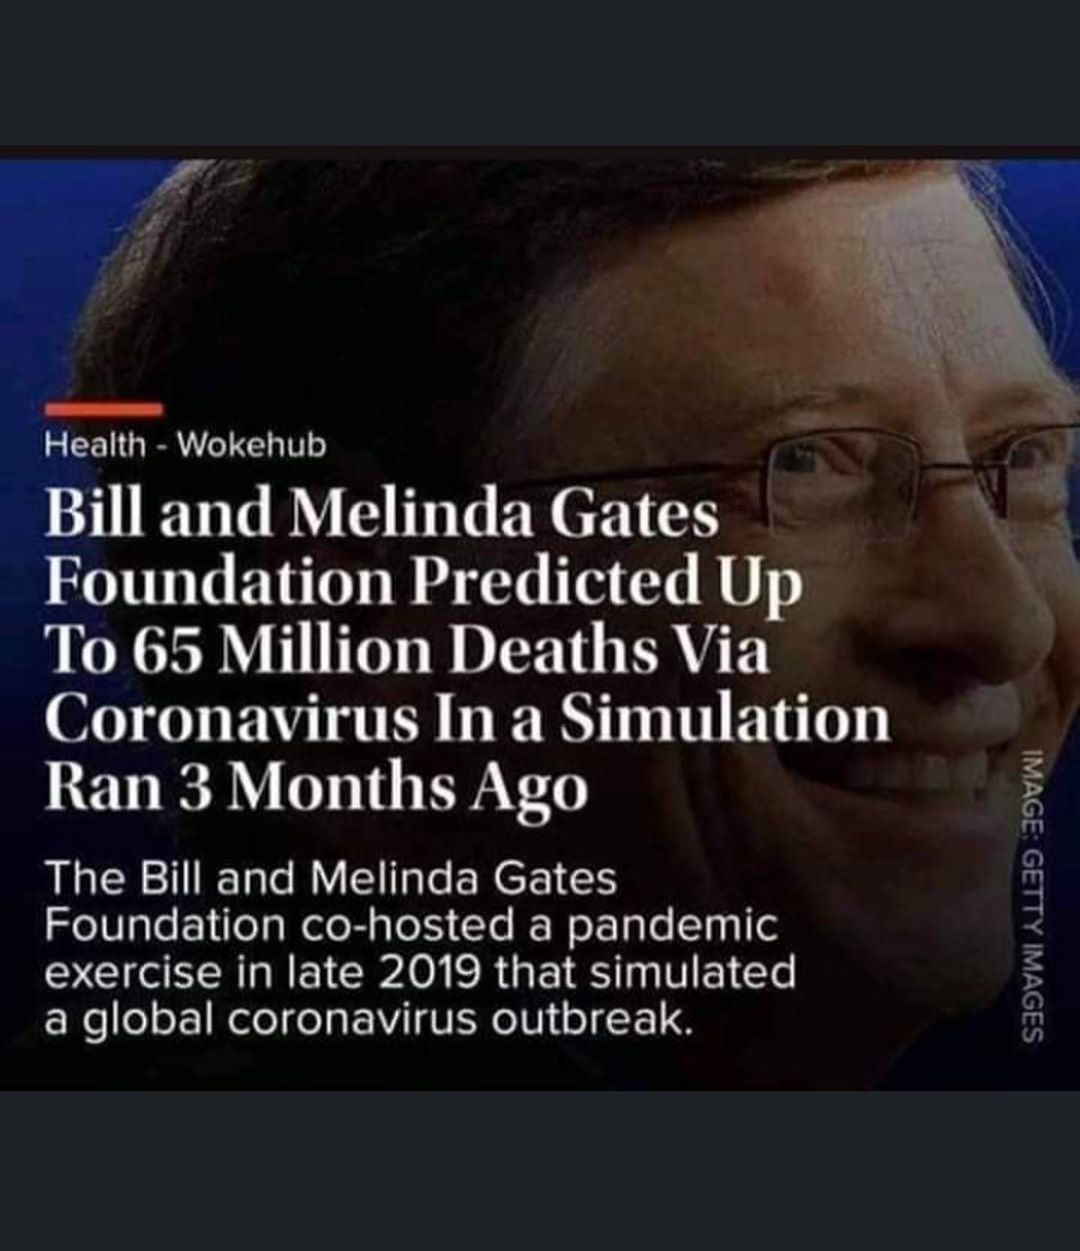 Health - Wokehub
Bill and Melinda Gates
Foundation Predicted Up
To 65 Million Deaths Via
Coronavirus In a Simulation
Ran 3 Months Ago
The Bill and Melinda Gates
Foundation co-hosted a pandemic
exercise in late 2019 that simulated
a global coronavirus outbreak.
IMAGE: GETTY IMAGES